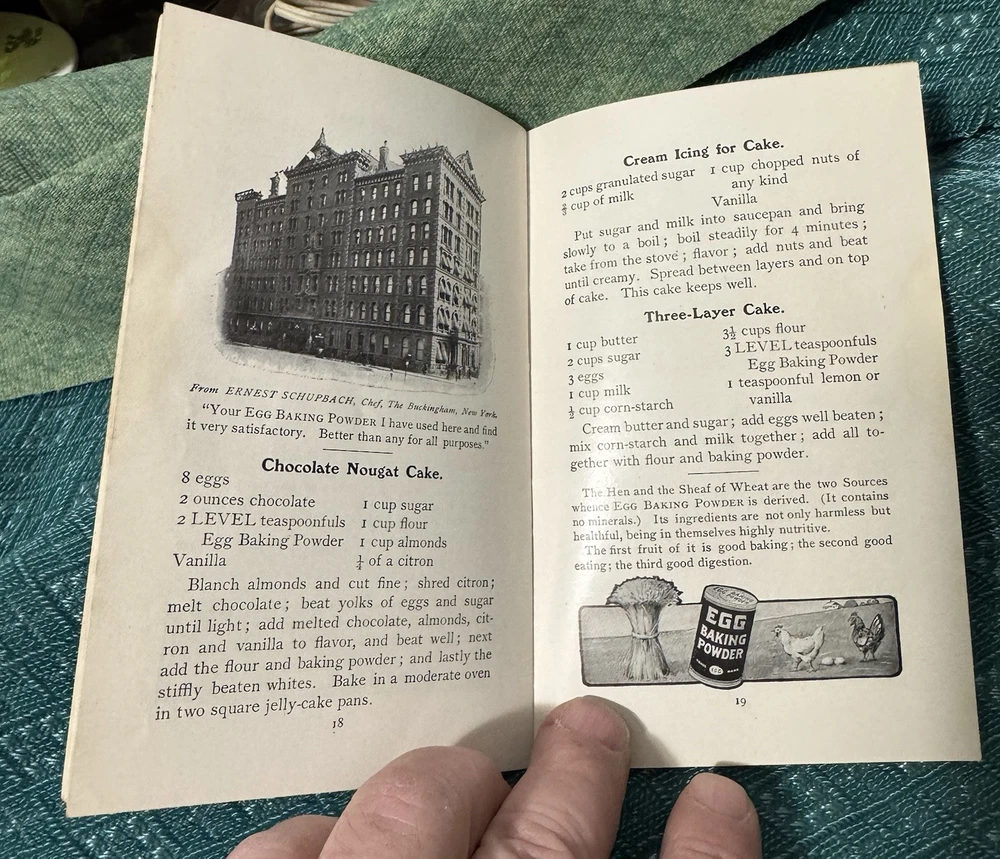 From ERNEST SCHUPBACH, Chef, The Buckingham, New York.
"Your EGG BAKING POWDER I have used here and find
it very satisfactory. Better than any for all purposes."
Chocolate Nougat Cake.
8 eggs
2 ounces chocolate 1 cup sugar
2 LEVEL teaspoonfuls 1 cup flour
Egg Baking Powder 1 cup almonds
Vanilla ¼ of a citron
Blanch almonds and cut fine; shred citron;
melt chocolate; beat yolks of eggs and sugar
until light; add melted chocolate, almonds, cit-
ron and vanilla to flavor, and beat well; next
add the flour and baking powder; and lastly the
stiffly beaten whites. Bake in a moderate oven
in two square jelly-cake pans.
18
Cream Icing for Cake.
2 cups granulated sugar 1 cup chopped nuts of
⅔ cup of milk any kind
Vanilla
Put sugar and milk into saucepan and bring
slowly to a boil; boil steadily for 4 minutes;
take from the stove; flavor; add nuts and beat
until creamy. Spread between layers and on top
of cake. This cake keeps well.
Three-Layer Cake.
1 cup butter 3½ cups flour
2 cups sugar 3 LEVEL teaspoonfuls
3 eggs Egg Baking Powder
1 cup milk 1 teaspoonful lemon or
½ cup corn-starch vanilla
Cream butter and sugar; add eggs well beaten;
mix corn-starch and milk together; add all to-
gether with flour and baking powder.
The Hen and the Sheaf of Wheat are the two Sources
whence EGG BAKING POWDER is derived. (It contains
no minerals.) Its ingredients are not only harmless but
healthful, being in themselves highly nutritive.
The first fruit of it is good baking; the second good
eating; the third good digestion.
EGG
BAKING
POWDER
19